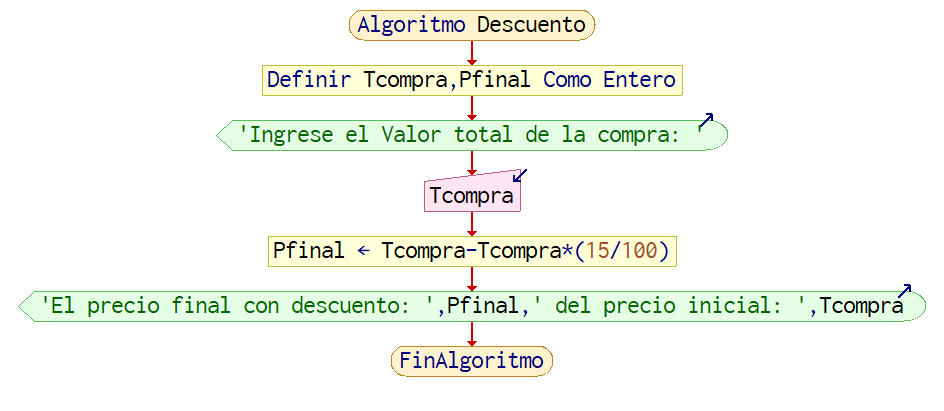 Algoritmo Descuento
Definir Tcompra,Pfinal Como Entero
'Ingrese el Valor total de la compra: '
Tcompra
Pfinal ← Tcompra-Tcompra*(15/100)
'El precio final con descuento: ',Pfinal,' del precio inicial: ',Tcompra
FinAlgoritmo